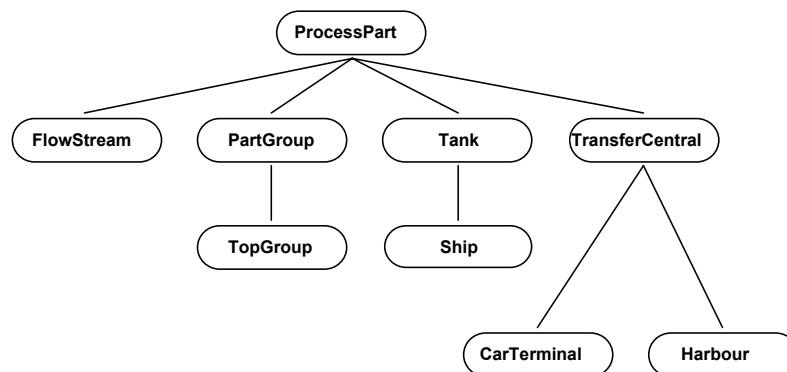 ProcessPart
FlowStream
PartGroup
Tank
TransferCentral
TopGroup
Ship
CarTerminal
Harbour